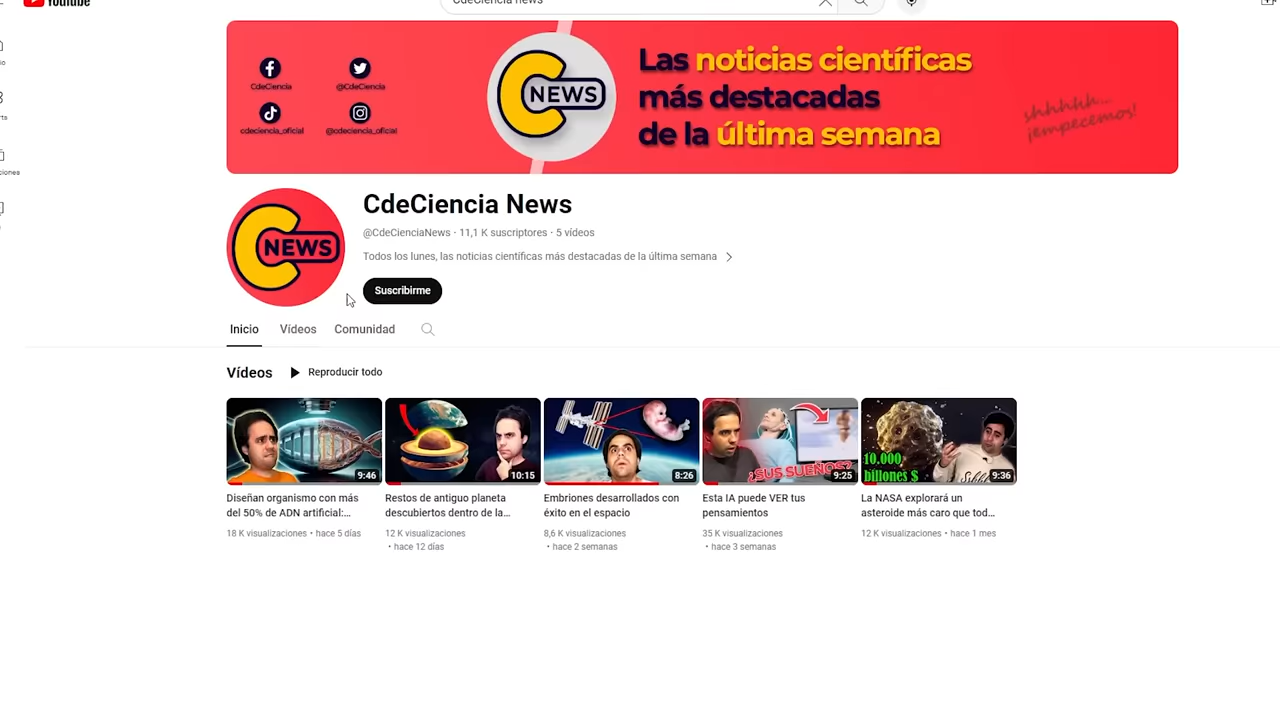 YouTube
CdeCiencia news
CdeCiencia
@CdeCiencia
cdeciencia_oficial
@cdeciencia_oficial
NEWS
Las noticias científicas
más destacadas
de la última semana
shhhhh...
¡empecemos!
NEWS
CdeCiencia News
@CdeCienciaNews · 11,1 K suscriptores · 5 vídeos
Todos los lunes, las noticias científicas más destacadas de la última semana
Suscribirme
Inicio Vídeos Comunidad
Vídeos Reproducir todo
9:46
10:15
8:26
¿SUS SUEÑOS?
9:25
10.000
billones $
9:36
Diseñan organismo con más
del 50% de ADN artificial:...
18 K visualizaciones • hace 5 días
Restos de antiguo planeta
descubiertos dentro de la...
12 K visualizaciones
• hace 12 días
Embriones desarrollados con
éxito en el espacio
8,6 K visualizaciones
• hace 2 semanas
Esta IA puede VER tus
pensamientos
35 K visualizaciones
• hace 3 semanas
La NASA explorará un
asteroide más caro que tod...
12 K visualizaciones • hace 1 mes